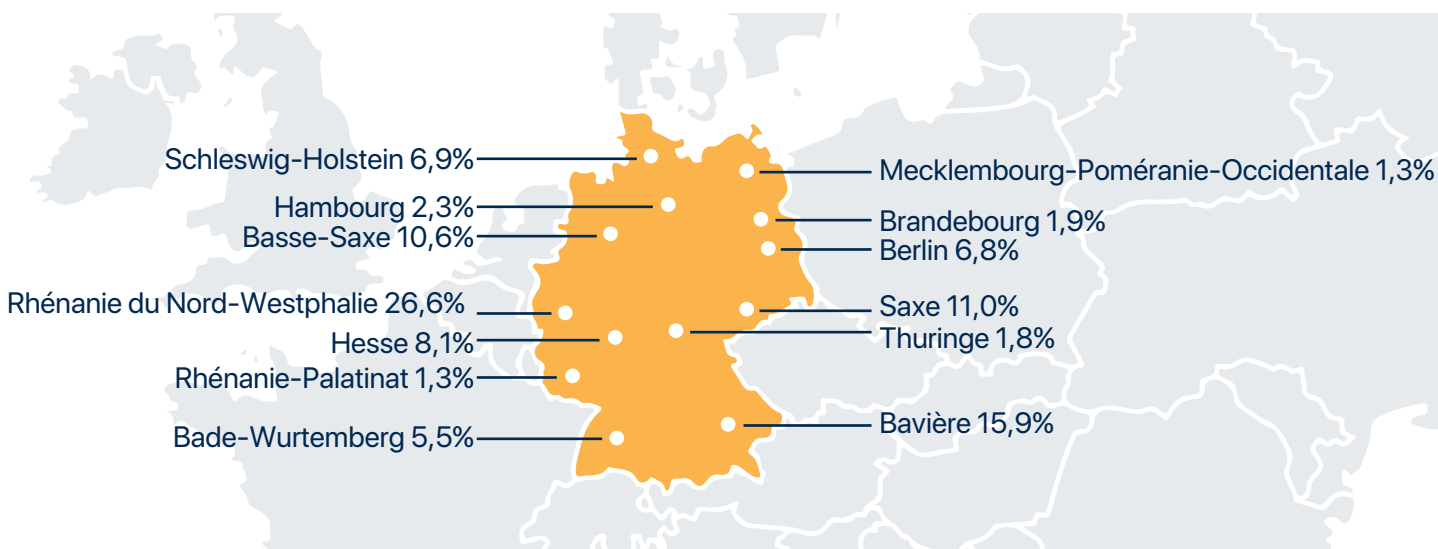 Schleswig-Holstein 6,9%
Hambourg 2,3%
Basse-Saxe 10,6%
Rhénanie du Nord-Westphalie 26,6%
Hesse 8,1%
Rhénanie-Palatinat 1,3%
Bade-Wurtemberg 5,5%
Mecklembourg-Poméranie-Occidentale 1,3%
Brandebourg 1,9%
Berlin 6,8%
Saxe 11,0%
Thuringe 1,8%
Bavière 15,9%